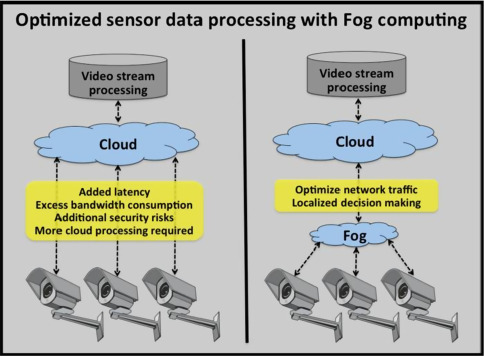 Optimized sensor data processing with Fog computing
Video stream
processing
Cloud
Added latency
Excess bandwidth consumption
Additional security risks
More cloud processing required
Video stream
processing
Cloud
Optimize network traffic
Localized decision making
Fog